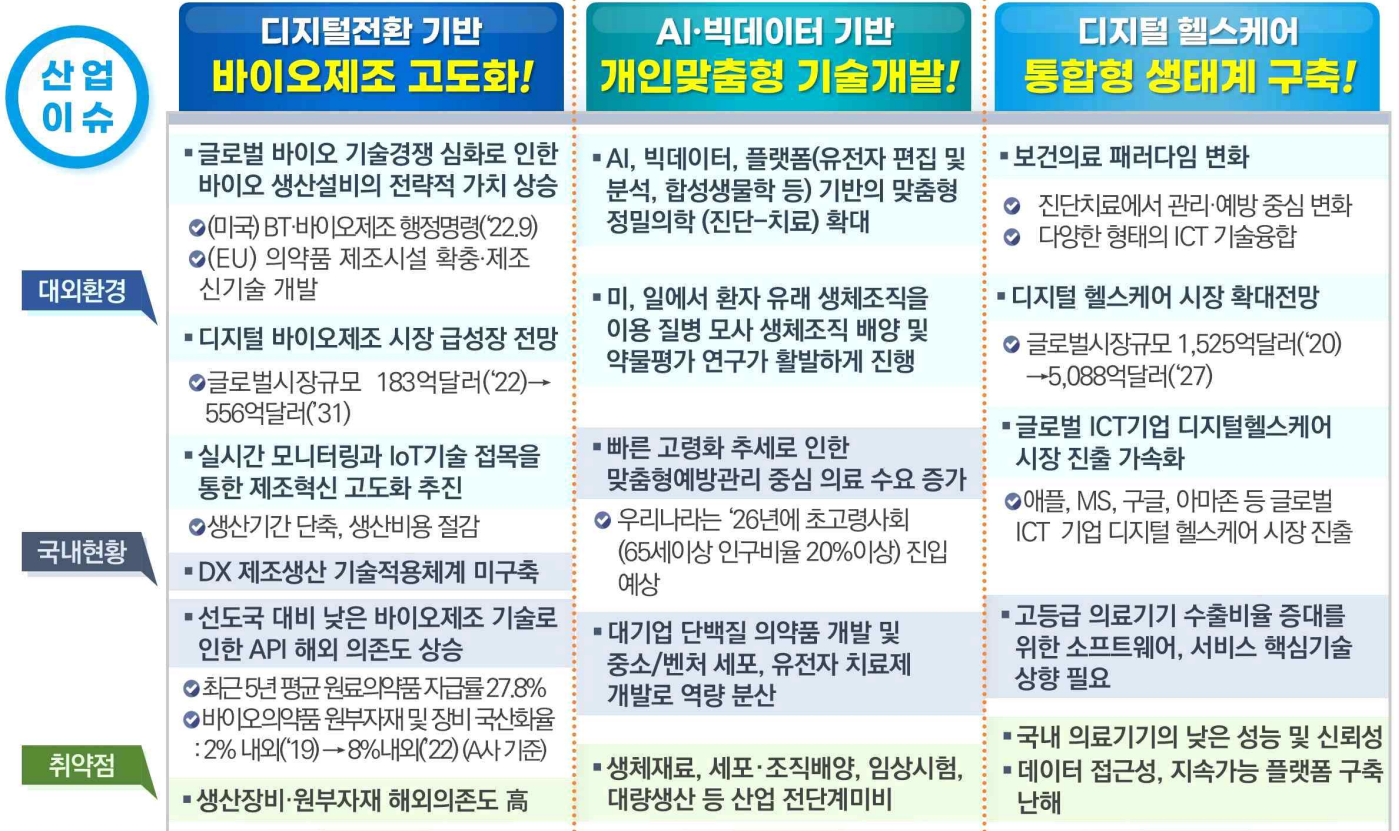 산업
이슈
디지털전환 기반
바이오제조 고도화!
AI·빅데이터 기반
개인맞춤형 기술개발!
디지털 헬스케어
통합형 생태계 구축!
대외환경
국내현황
취약점
▪글로벌 바이오 기술경쟁 심화로 인한
바이오 생산설비의 전략적 가치 상승
(미국) BT·바이오제조 행정명령(‘22.9)
(EU) 의약품 제조시설 확충·제조
신기술 개발
▪디지털 바이오제조 시장 급성장 전망
글로벌시장규모 183억달러(‘22)→
556억달러(‘31)
▪실시간 모니터링과 IoT기술 접목을
통한 제조혁신 고도화 추진
생산기간 단축, 생산비용 절감
▪DX 제조생산 기술적용체계 미구축
▪선도국 대비 낮은 바이오제조 기술로
인한 API 해외 의존도 상승
최근 5년 평균 원료의약품 자급률 27.8%
바이오의약품 원부자재 및 장비 국산화율
: 2% 내외(‘19) → 8%내외(‘22) (A사 기준)
▪생산장비·원부자재 해외의존도 高
▪AI, 빅데이터, 플랫폼(유전자 편집 및
분석, 합성생물학 등) 기반의 맞춤형
정밀의학 (진단-치료) 확대
▪미, 일에서 환자 유래 생체조직을
이용 질병 모사 생체조직 배양 및
약물평가 연구가 활발하게 진행
▪빠른 고령화 추세로 인한
맞춤형예방관리 중심 의료 수요 증가
우리나라는 ‘26년에 초고령사회
(65세이상 인구비율 20%이상) 진입
예상
▪대기업 단백질 의약품 개발 및
중소/벤처 세포, 유전자 치료제
개발로 역량 분산
▪생체재료, 세포·조직배양, 임상시험,
대량생산 등 산업 전단계미비
▪보건의료 패러다임 변화
진단치료에서 관리·예방 중심 변화
다양한 형태의 ICT 기술융합
▪디지털 헬스케어 시장 확대전망
글로벌시장규모 1,525억달러(‘20)
→5,088억달러(‘27)
▪글로벌 ICT기업 디지털헬스케어
시장 진출 가속화
애플, MS, 구글, 아마존 등 글로벌
ICT 기업 디지털 헬스케어 시장 진출
▪고등급 의료기기 수출비율 증대를
위한 소프트웨어, 서비스 핵심기술
상향 필요
▪국내 의료기기의 낮은 성능 및 신뢰성
▪데이터 접근성, 지속가능 플랫폼 구축
난해